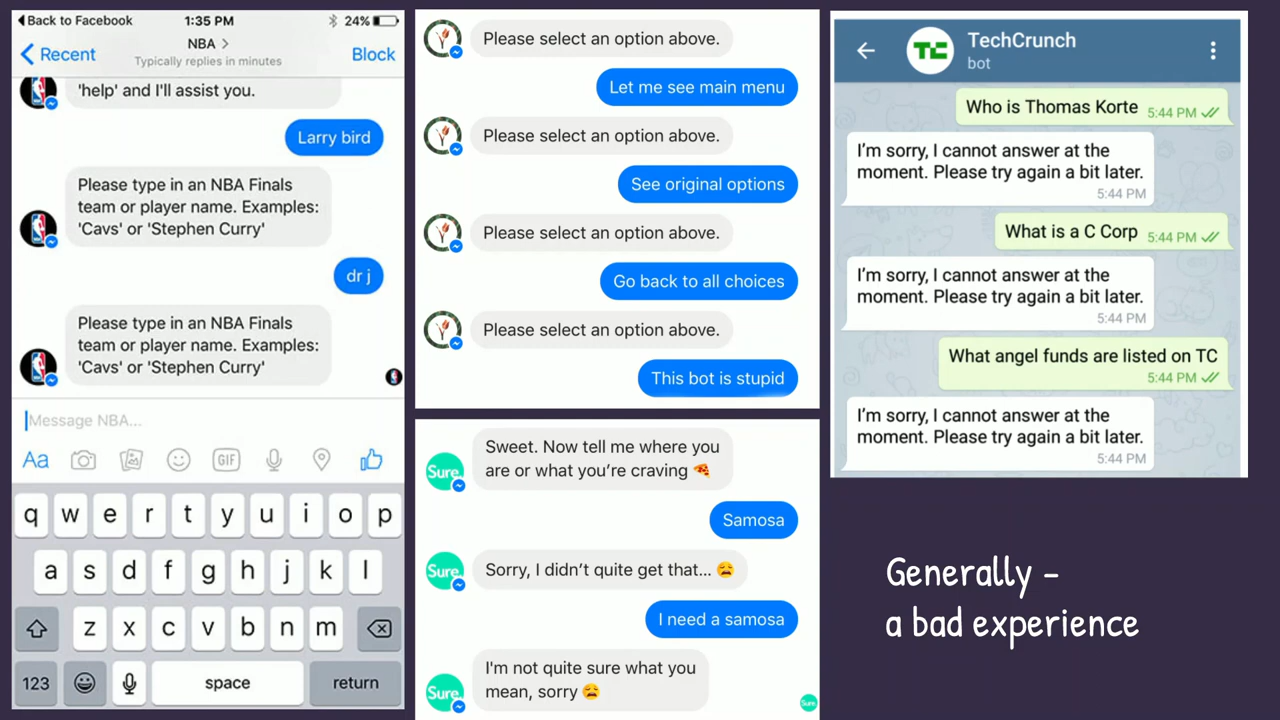 Back to Facebook
1:35 PM
24%
Recent
NBA
Typically replies in minutes
Block
'help' and I'll assist you.
Larry bird
Please type in an NBA Finals
team or player name. Examples:
'Cavs' or 'Stephen Curry'
dr j
Please type in an NBA Finals
team or player name. Examples:
'Cavs' or 'Stephen Curry'
Message NBA...
Aa
GIF
q w e r t y u i o p
a s d f g h j k l
z x c v b n m
123
space
return
Please select an option above.
Let me see main menu
Please select an option above.
See original options
Please select an option above.
Go back to all choices
Please select an option above.
This bot is stupid
Sweet. Now tell me where you
are or what you’re craving 🍕
Sure.
Samosa
Sorry, I didn’t quite get that... 😩
Sure.
I need a samosa
I'm not quite sure what you
mean, sorry 😩
Sure.
Sure.
TC
TechCrunch
bot
Who is Thomas Korte
5:44 PM
I’m sorry, I cannot answer at the
moment. Please try again a bit later.
5:44 PM
What is a C Corp
5:44 PM
I’m sorry, I cannot answer at the
moment. Please try again a bit later.
5:44 PM
What angel funds are listed on TC
5:44 PM
I’m sorry, I cannot answer at the
moment. Please try again a bit later.
5:44 PM
Generally -
a bad experience